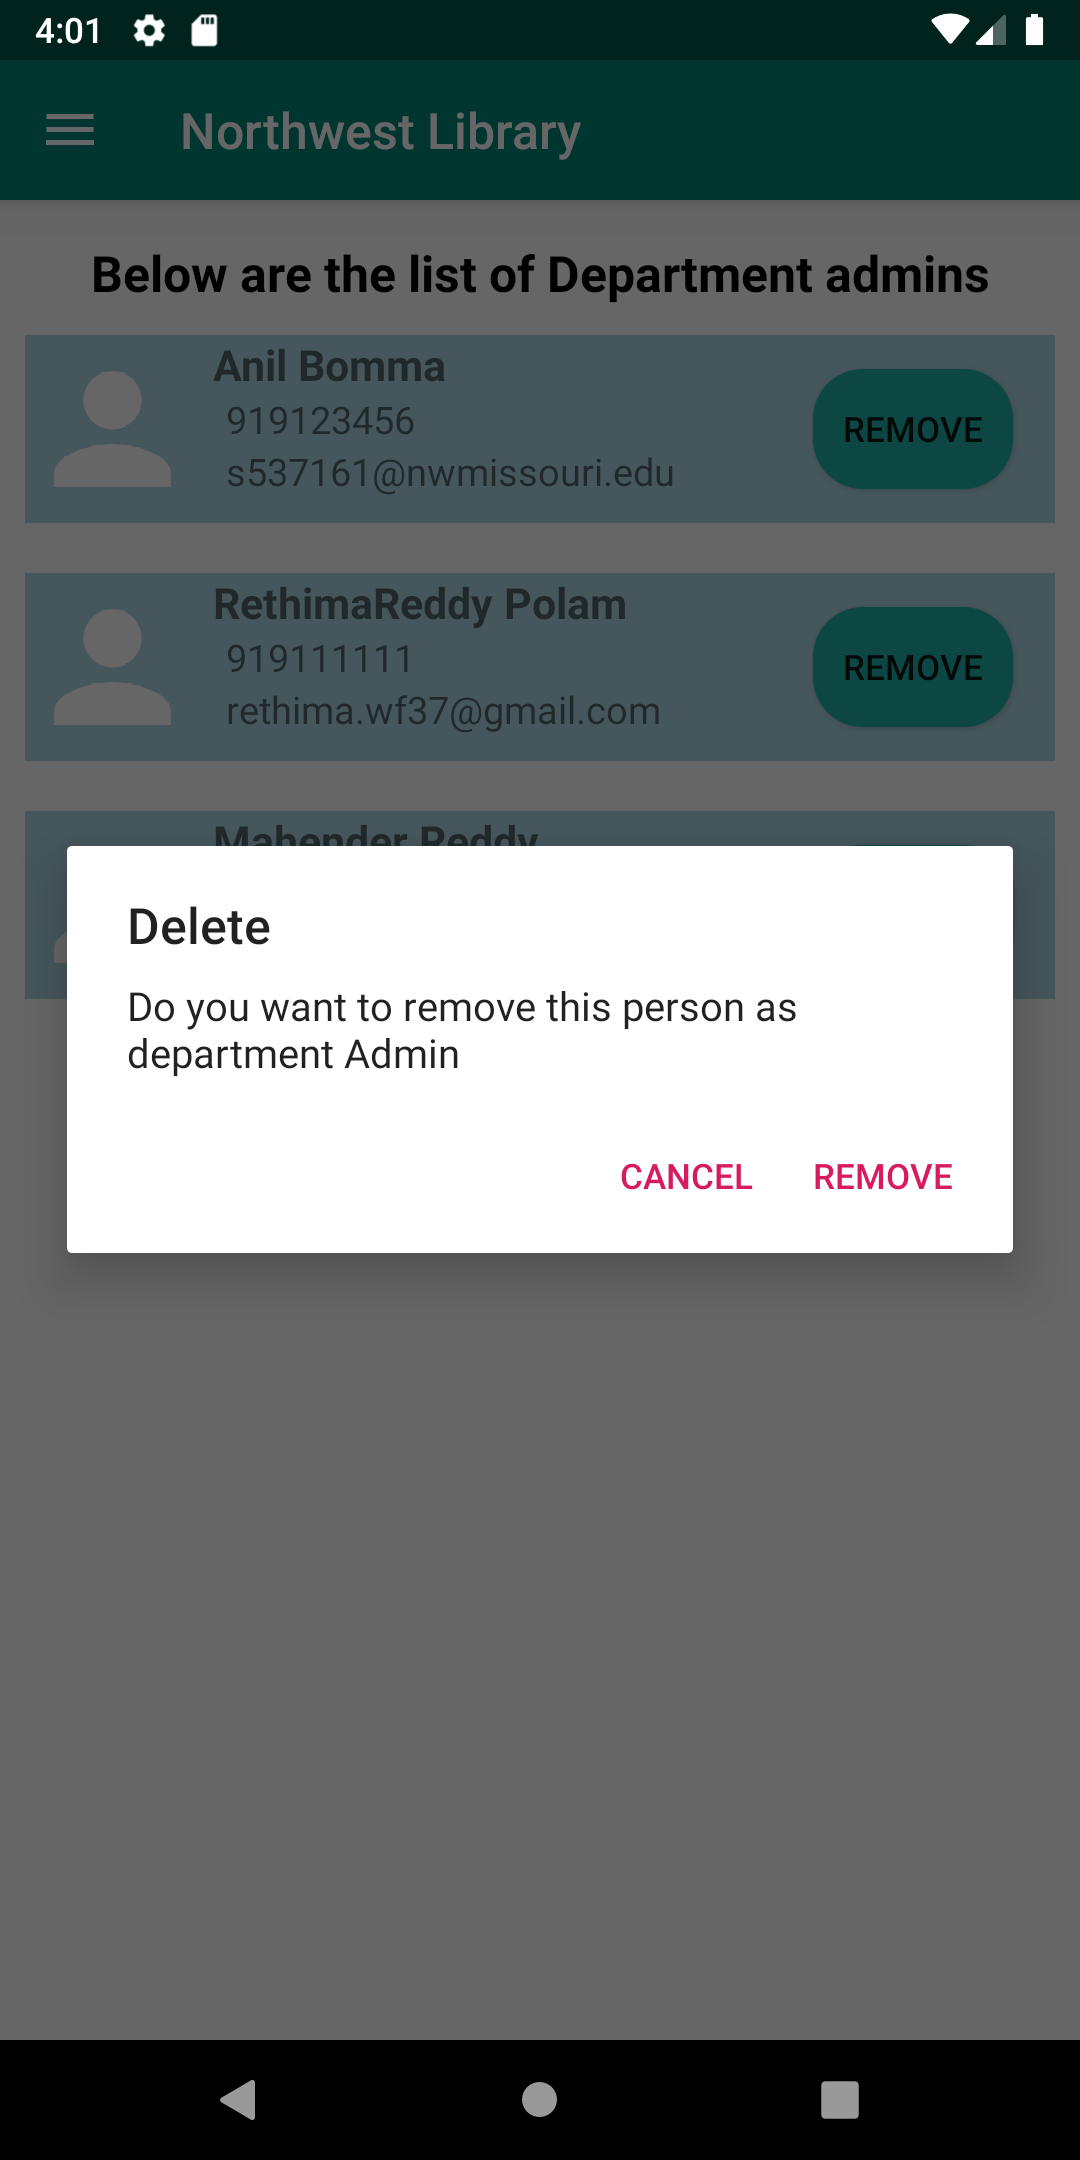 4:01
Northwest Library
Below are the list of Department admins
Anil Bomma
919123456
s537161@nwmissouri.edu
REMOVE
RethimaReddy Polam
919111111
rethima.wf37@gmail.com
REMOVE
Mahender Reddy
Delete
Do you want to remove this person as
department Admin
CANCEL
REMOVE